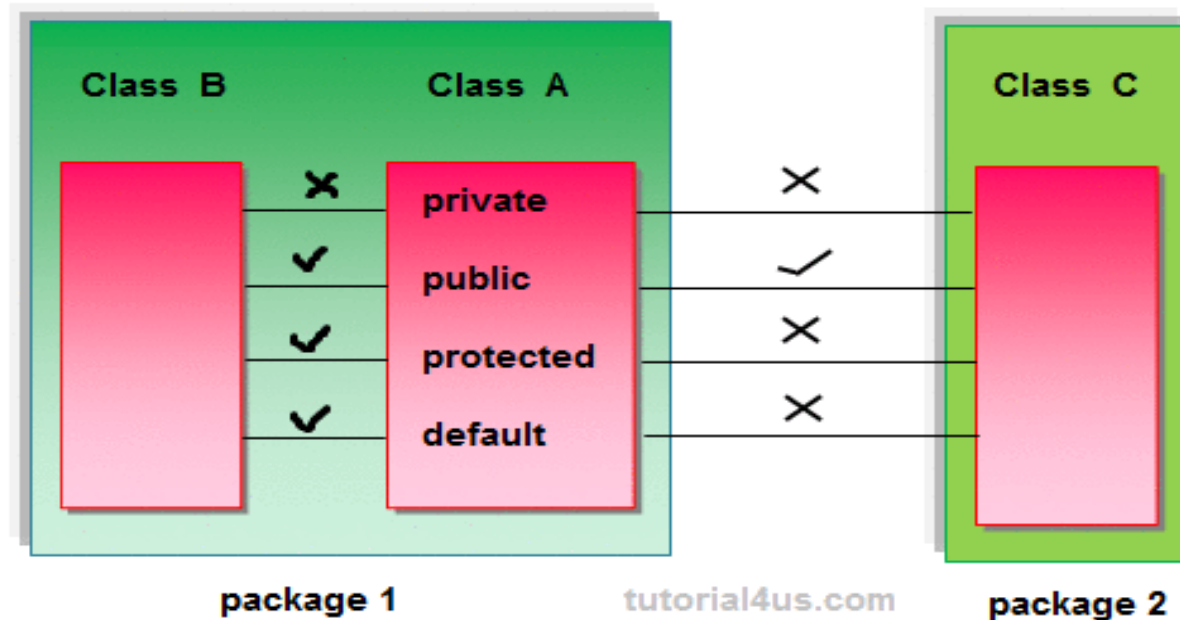 Class B
Class A
Class C
private
public
protected
default
package 1
tutorial4us.com
package 2